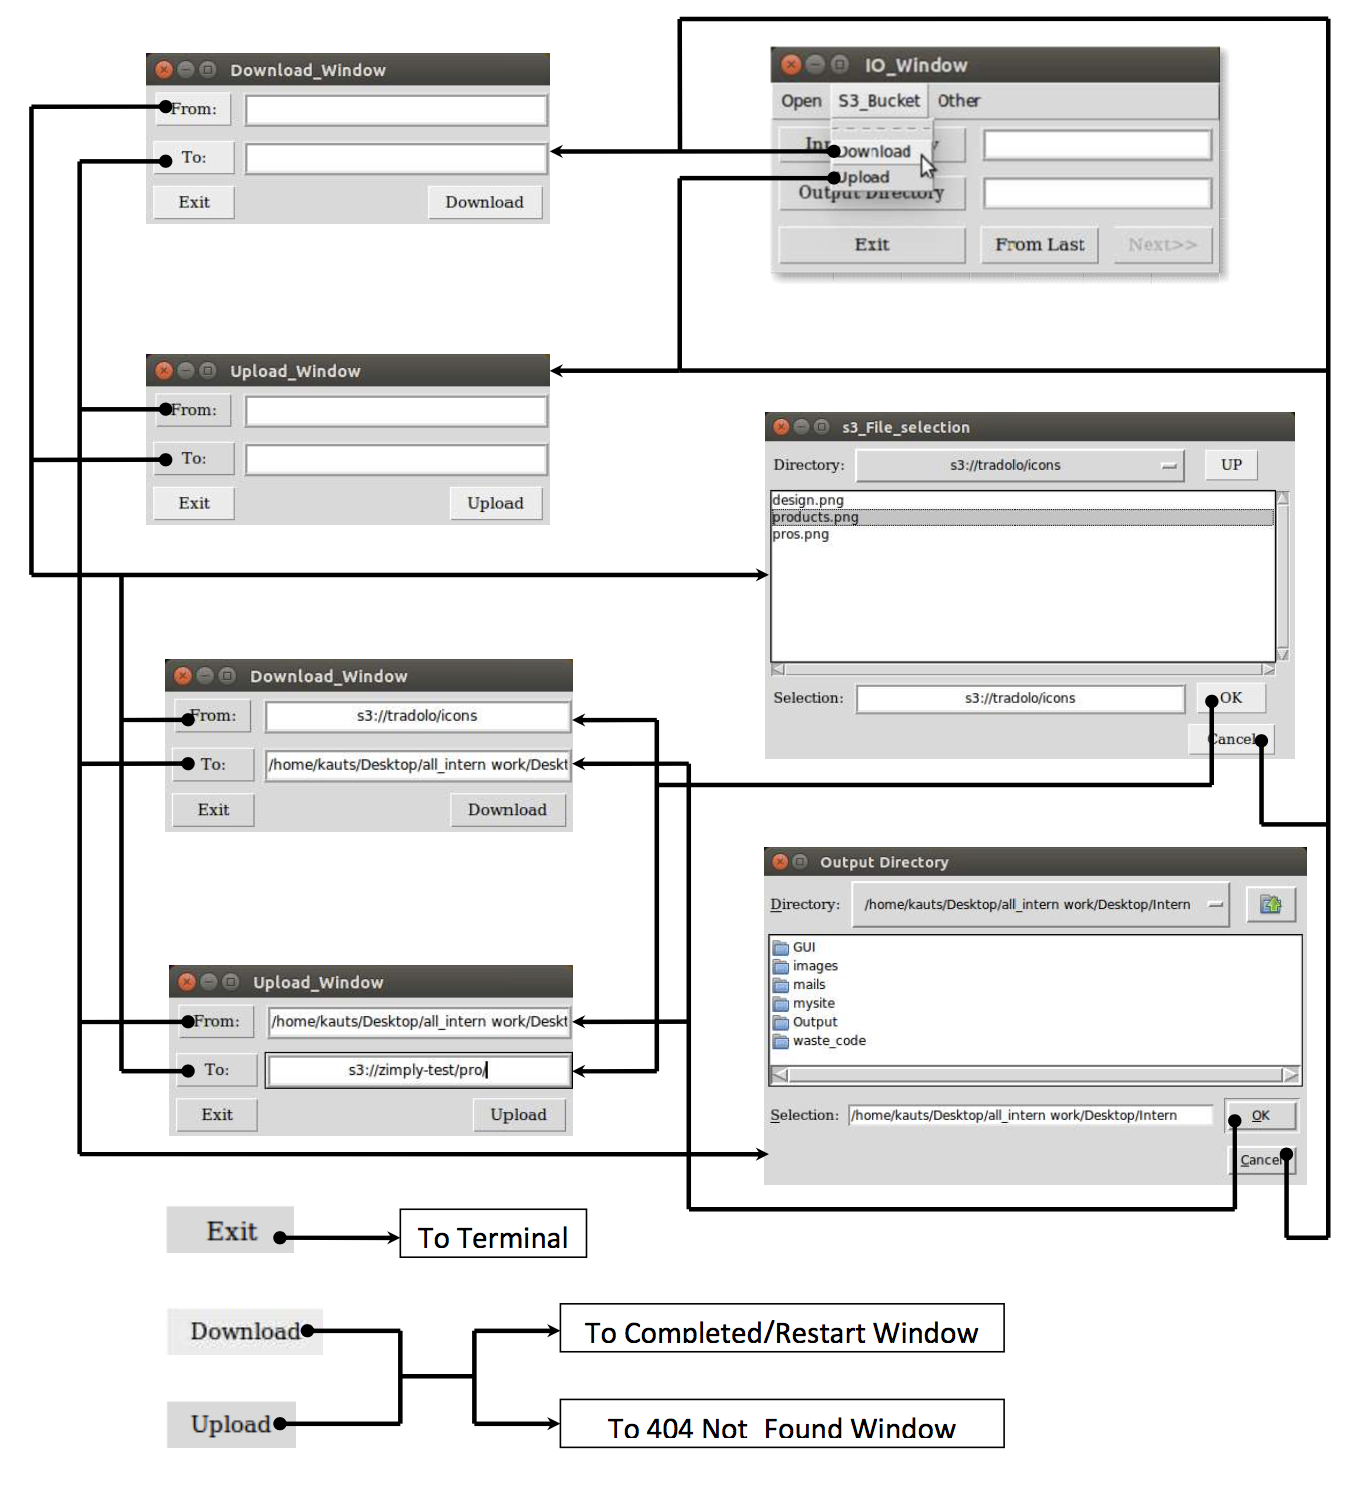 Download_Window
From:
To:
Exit Download
IO_Window
Open S3_Bucket Other
Download
Upload
Output Directory
Exit From Last Next>>
Upload_Window
From:
To:
Exit Upload
s3_File_selection
Directory: s3://tradolo/icons UP
design.png
products.png
pros.png
Selection: s3://tradolo/icons OK
Cancel
Download_Window
From: s3://tradolo/icons
To: /home/kauts/Desktop/all_intern work/Deskt
Exit Download
Output Directory
Directory: /home/kauts/Desktop/all_intern work/Desktop/Intern
GUI
images
mails
mysite
Output
waste_code
Selection: /home/kauts/Desktop/all_intern work/Desktop/Intern OK
Cancel
Upload_Window
From: /home/kauts/Desktop/all_intern work/Deskt
To: s3://zimply-test/pro/
Exit Upload
Exit To Terminal
Download To Completed/Restart Window
Upload To 404 Not Found Window